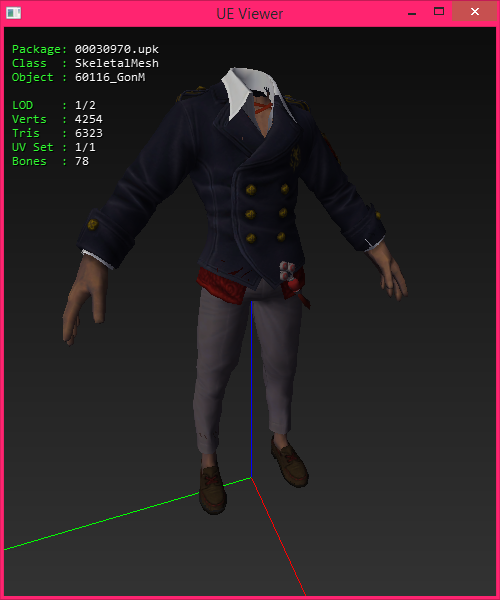 UE Viewer
Package: 00030970.upk
Class  : SkeletalMesh
Object : 60116_GonM
LOD    : 1/2
Verts  : 4254
Tris   : 6323
UV Set : 1/1
Bones  : 78